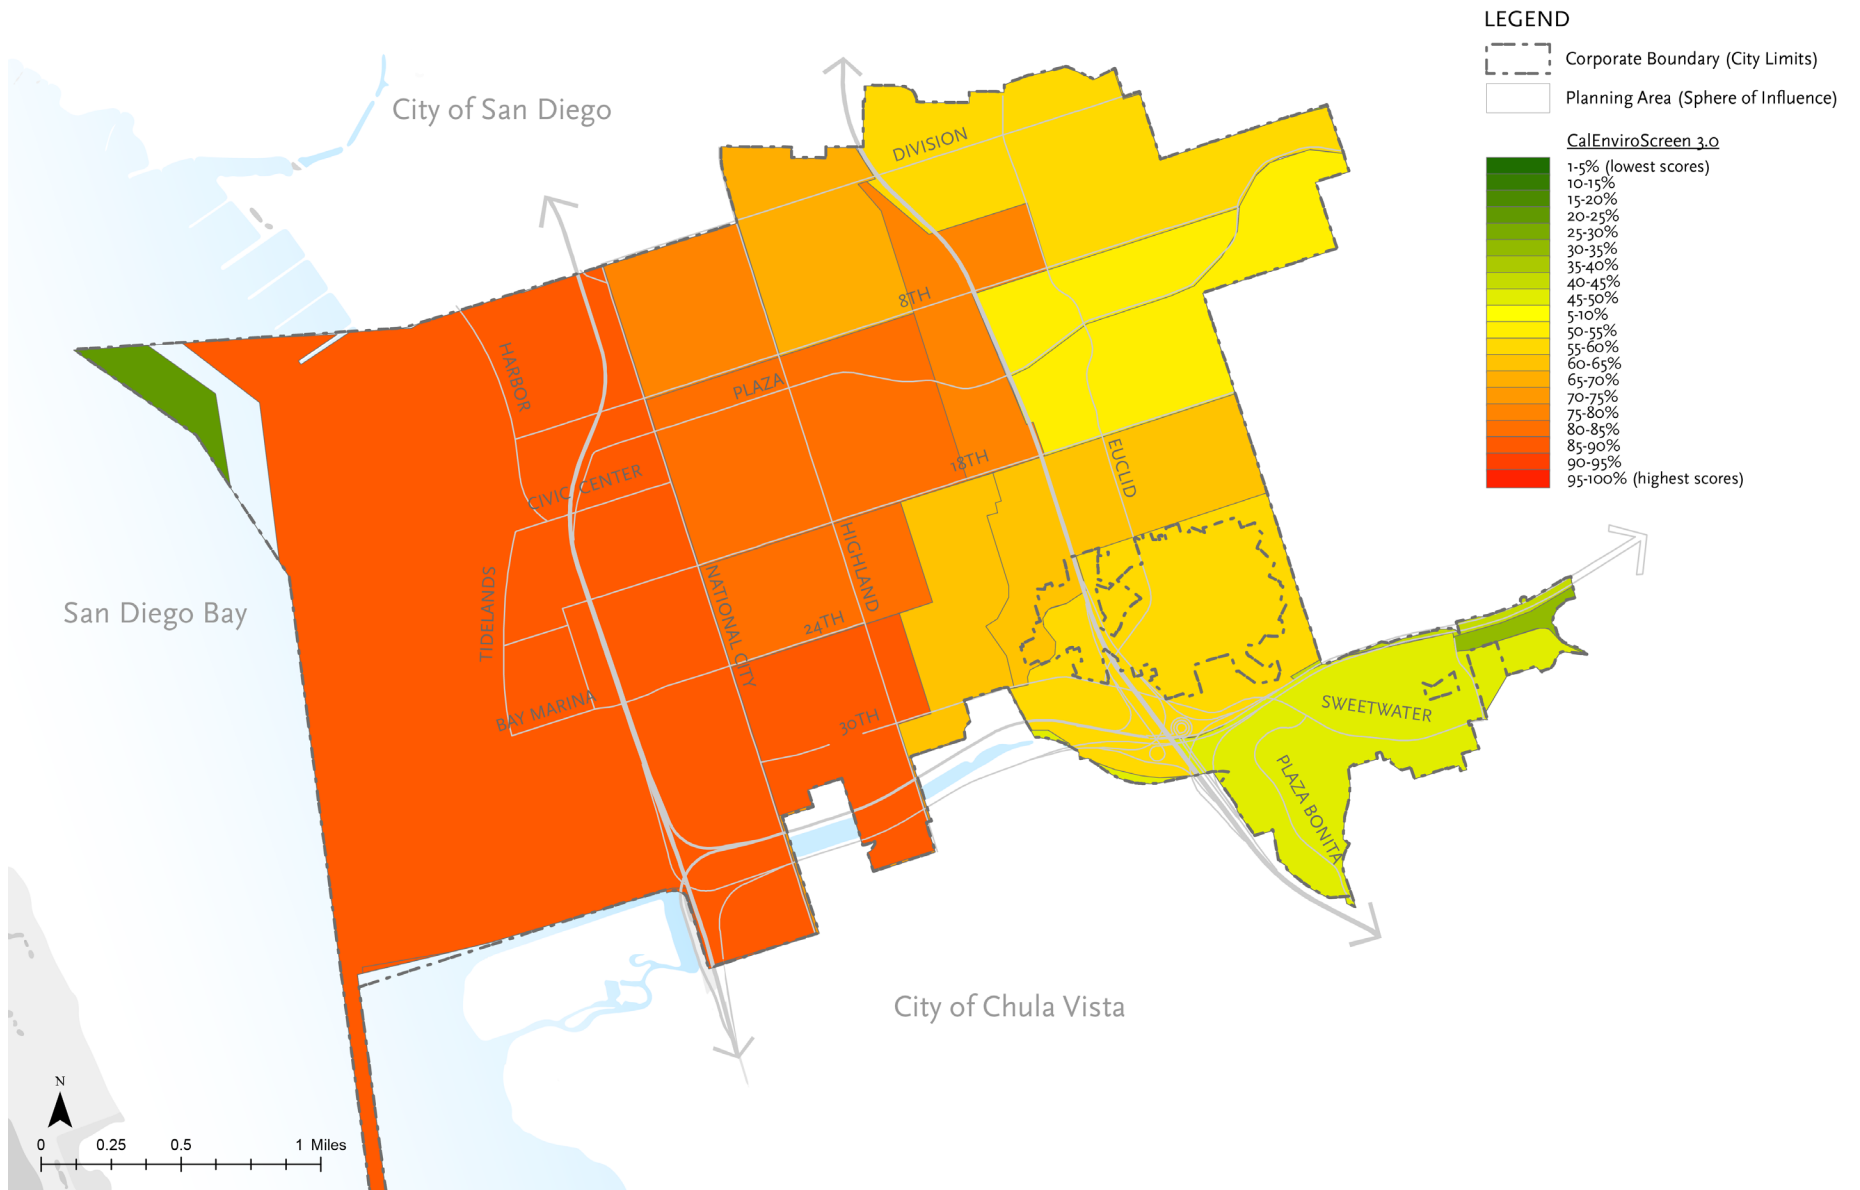 LEGEND
Corporate Boundary (City Limits)
Planning Area (Sphere of Influence)
CalEnviroScreen 3.0
1-5% (lowest scores)
10-15%
15-20%
20-25%
25-30%
30-35%
35-40%
40-45%
45-50%
5-10%
50-55%
55-60%
60-65%
65-70%
70-75%
75-80%
80-85%
85-90%
90-95%
95-100% (highest scores)
City of San Diego
DIVISION
8TH
HARBOR
PLAZA
18TH
EUCLID
CIVIC CENTER
HIGHLAND
TIDELANDS
NATIONAL CITY
24TH
San Diego Bay
BAY MARINA
30TH
SWEETWATER
PLAZA BONITA
City of Chula Vista
N
0 0.25 0.5 1 Miles